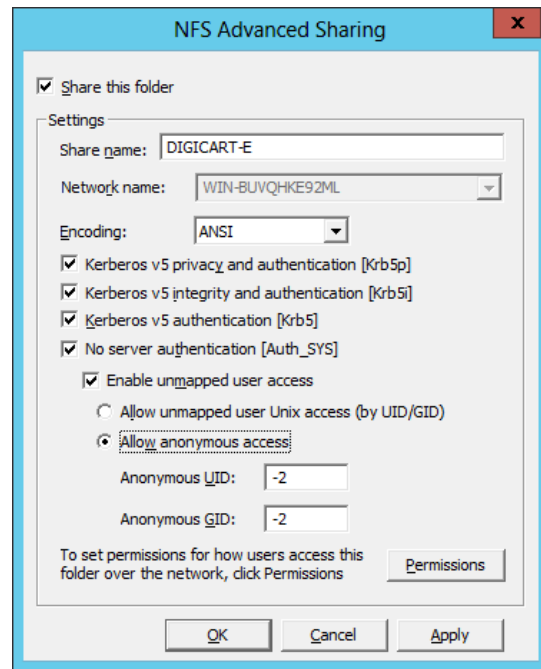 NFS Advanced Sharing
x
Share this folder
Settings
Share name: DIGICART-E
Network name: WIN-BUVQHKE92ML
Encoding: ANSI
Kerberos v5 privacy and authentication [Krb5p]
Kerberos v5 integrity and authentication [Krb5i]
Kerberos v5 authentication [Krb5]
No server authentication [Auth_SYS]
Enable unmapped user access
Allow unmapped user Unix access (by UID/GID)
Allow anonymous access
Anonymous UID: -2
Anonymous GID: -2
To set permissions for how users access this
folder over the network, click Permissions
Permissions
OK Cancel Apply